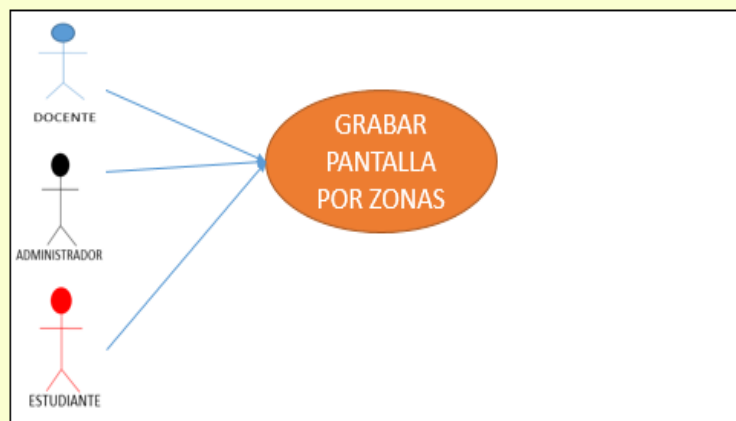 DOCENTE
ADMINISTRADOR
ESTUDIANTE
GRABAR
PANTALLA
POR ZONAS